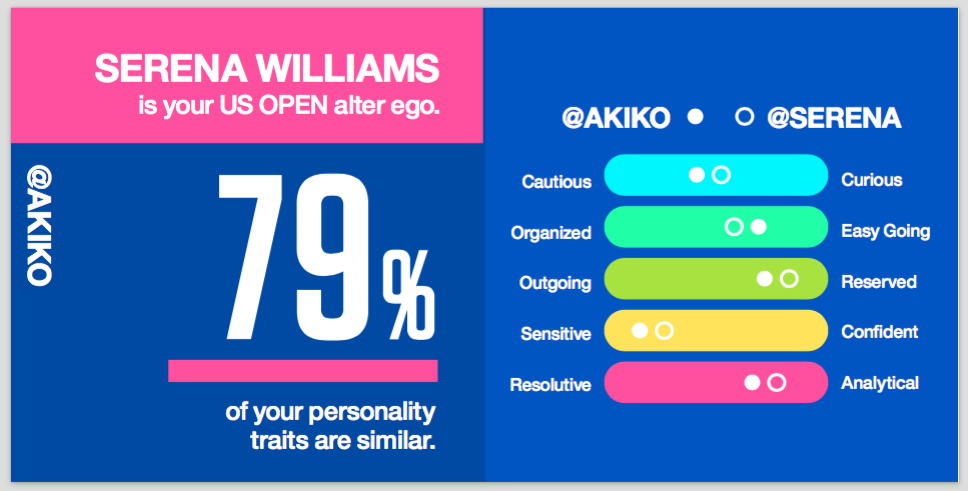 SERENA WILLIAMS
is your US OPEN alter ego.
@AKIKO
79%
of your personality
traits are similar.
@AKIKO @SERENA
Cautious Curious
Organized Easy Going
Outgoing Reserved
Sensitive Confident
Resolutive Analytical